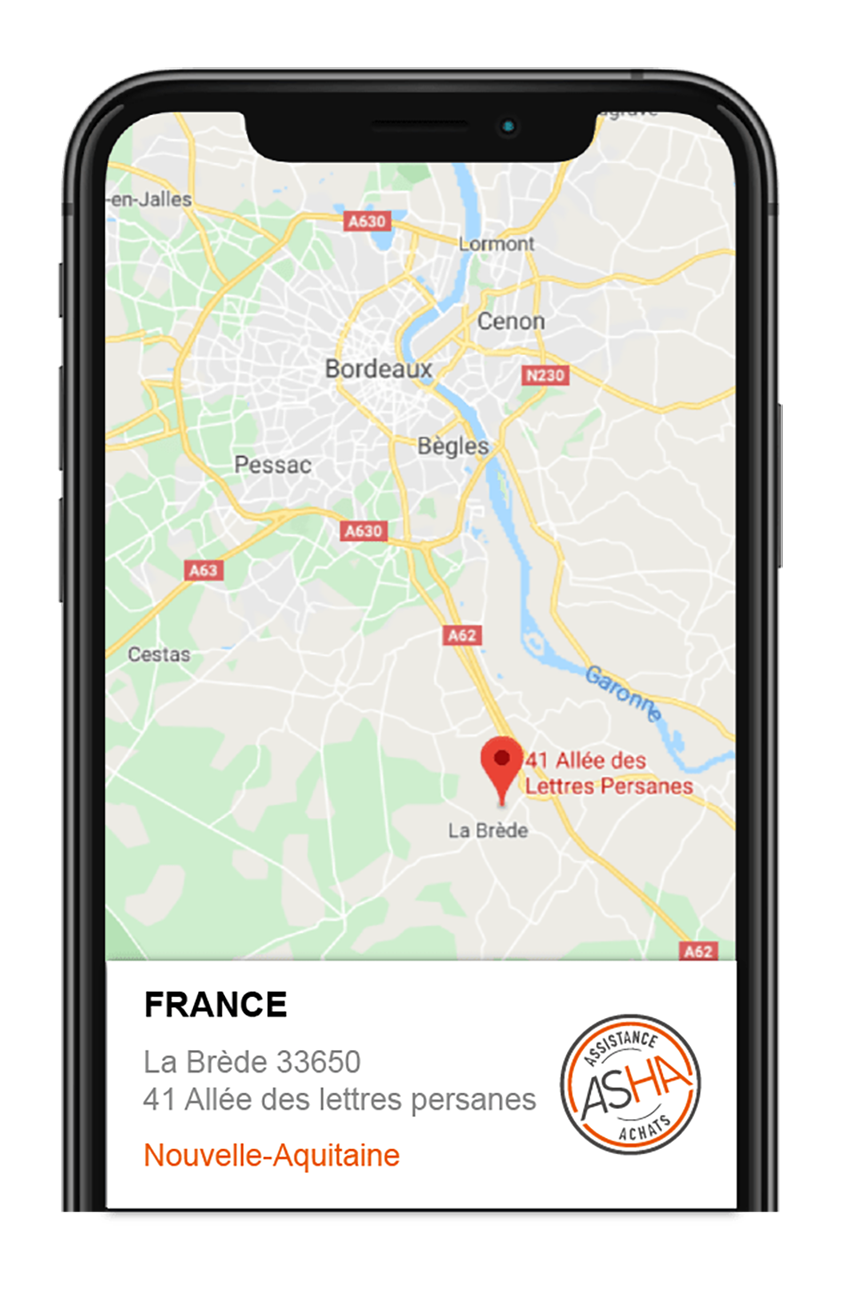 -en-Jalles
A630
Lormont
Cenon
Bordeaux
N230
Bègles
Pessac
A630
A63
A62
Cestas
Garonne
41 Allée des
Lettres Persanes
La Brède
A62
FRANCE
La Brède 33650
41 Allée des lettres persanes
Nouvelle-Aquitaine
ASSISTANCE
ASHA
ACHATS